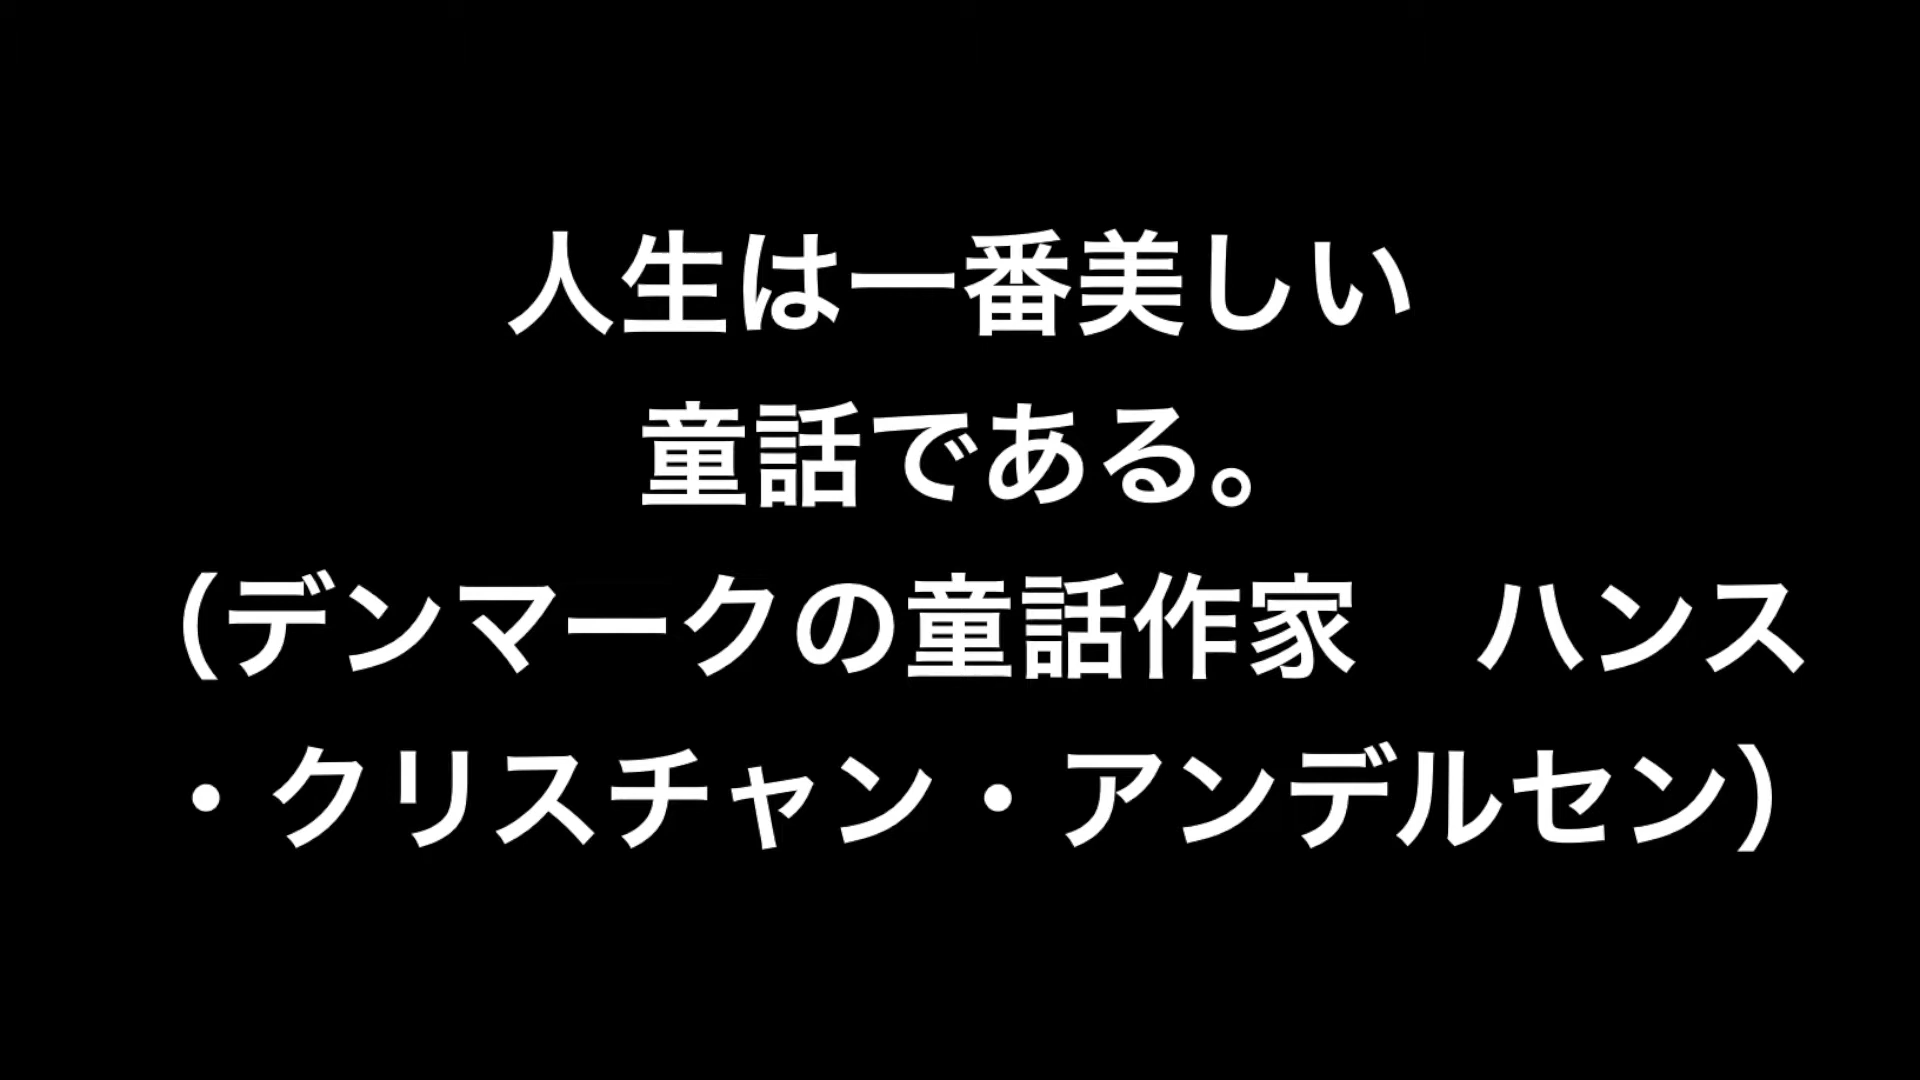 人生は一番美しい
童話である。
（デンマークの童話作家　ハンス
・クリスチャン・アンデルセン）